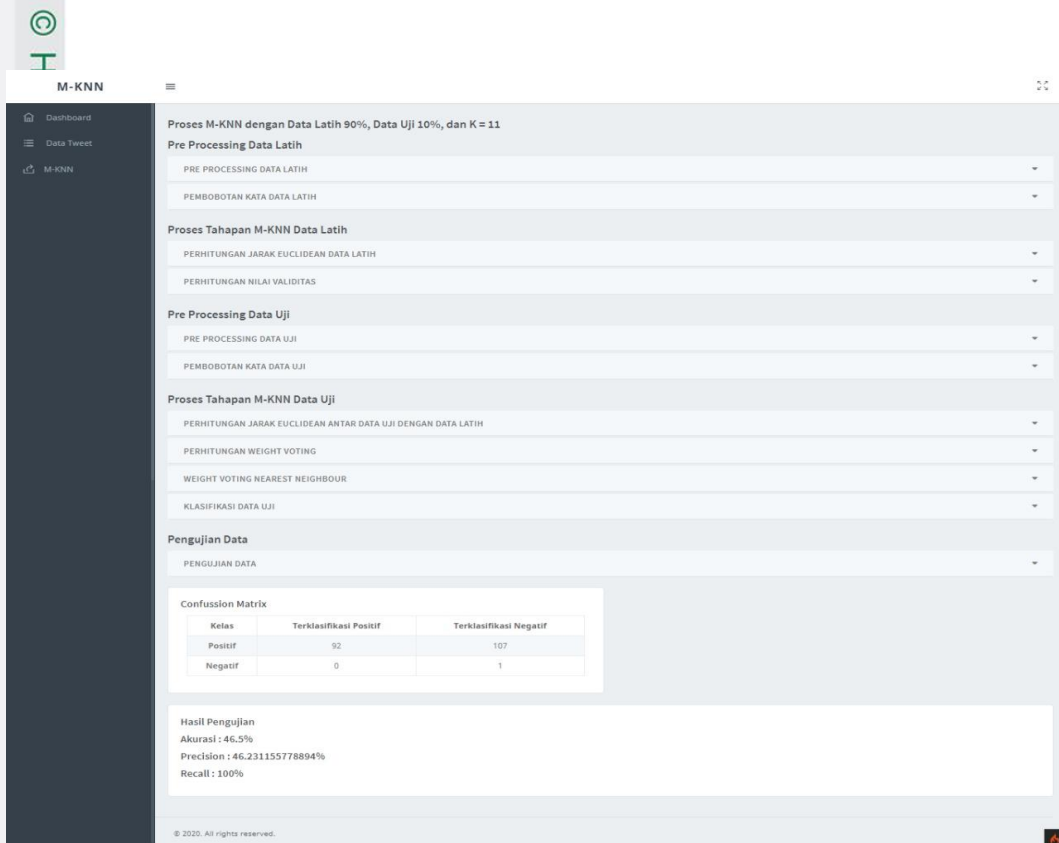 ©
H
M-KNN
Dashboard
Data Tweet
M-KNN
Proses M-KNN dengan Data Latih 90%, Data Uji 10%, dan K = 11
Pre Processing Data Latih
PRE PROCESSING DATA LATIH
PEMBOBOTAN KATA DATA LATIH
Proses Tahapan M-KNN Data Latih
PERHITUNGAN JARAK EUCLIDEAN DATA LATIH
PERHITUNGAN NILAI VALIDITAS
Pre Processing Data Uji
PRE PROCESSING DATA UJI
PEMBOBOTAN KATA DATA UJI
Proses Tahapan M-KNN Data Uji
PERHITUNGAN JARAK EUCLIDEAN ANTAR DATA UJI DENGAN DATA LATIH
PERHITUNGAN WEIGHT VOTING
WEIGHT VOTING NEAREST NEIGHBOUR
KLASIFIKASI DATA UJI
Pengujian Data
PENGUJIAN DATA
Confussion Matrix
Kelas Terklasifikasi Positif Terklasifikasi Negatif
Positif 92 107
Negatif 0 1
Hasil Pengujian
Akurasi : 46.5%
Precision : 46.231155778894%
Recall : 100%
© 2020. All rights reserved.